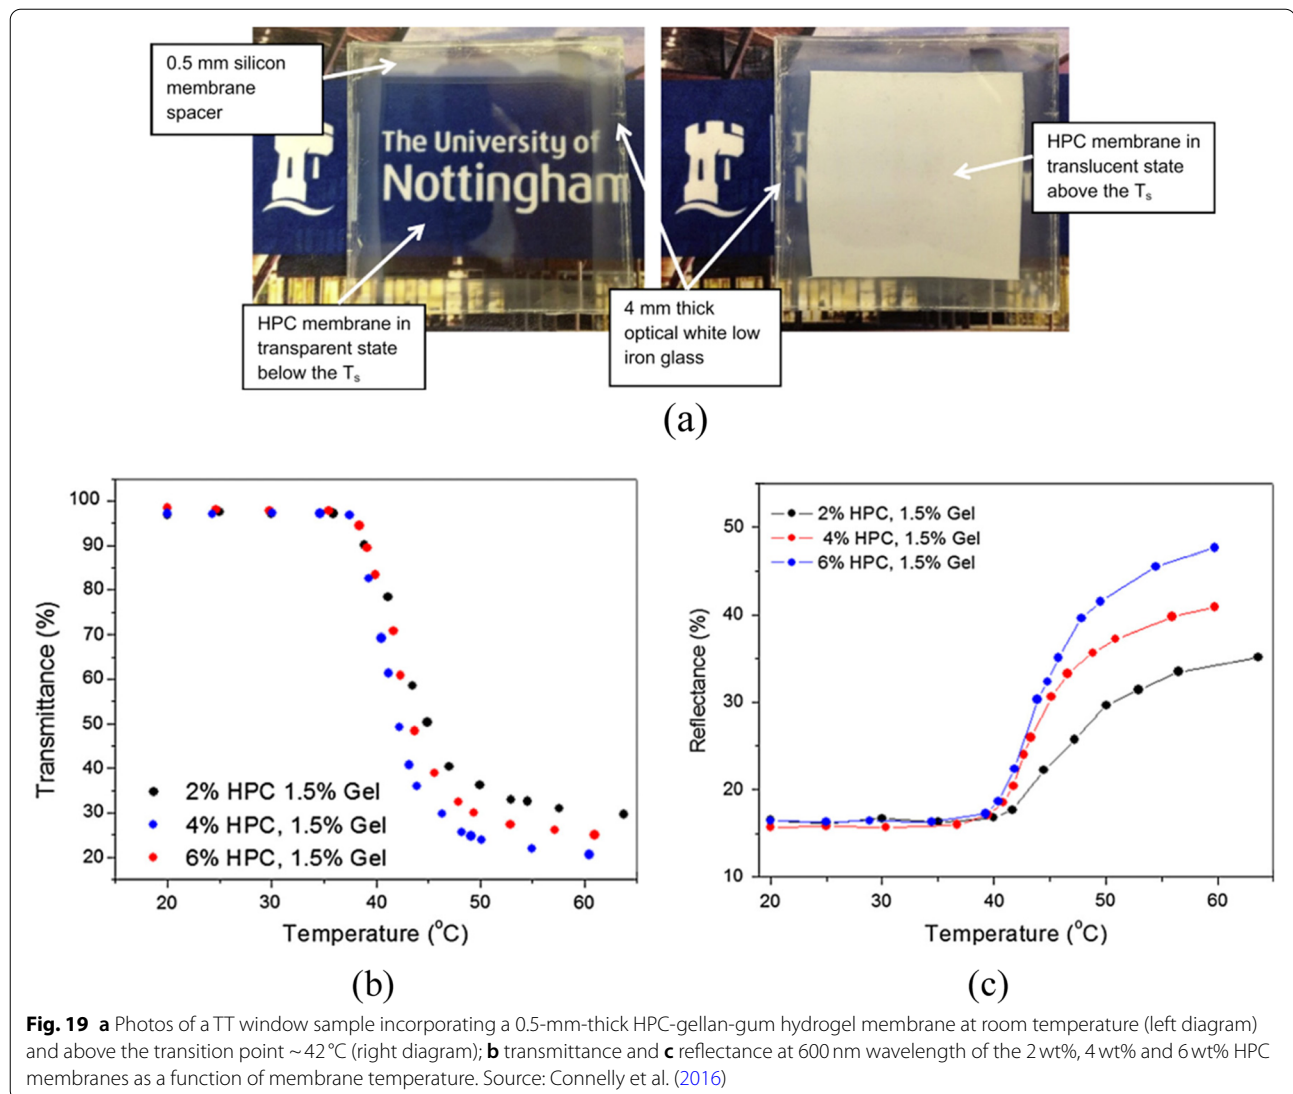 0.5 mm silicon
membrane
spacer
The University of
Nottingham
HPC membrane in
transparent state
below the Ts
4 mm thick
optical white low
iron glass
HPC membrane in
translucent state
above the Ts
(a)
Transmittance (%)
100
90
80
70
60
50
40
30
20
2% HPC 1.5% Gel
4% HPC, 1.5% Gel
6% HPC, 1.5% Gel
20 30 40 50 60
Temperature (°C)
(b)
Reflectance (%)
50
40
30
20
10
2% HPC, 1.5% Gel
4% HPC, 1.5% Gel
6% HPC, 1.5% Gel
20 30 40 50 60
Temperature (°C)
(c)
Fig. 19 a Photos of a TT window sample incorporating a 0.5-mm-thick HPC-gellan-gum hydrogel membrane at room temperature (left diagram)
and above the transition point ~ 42 °C (right diagram); b transmittance and c reflectance at 600 nm wavelength of the 2 wt%, 4 wt% and 6 wt% HPC
membranes as a function of membrane temperature. Source: Connelly et al. (2016)